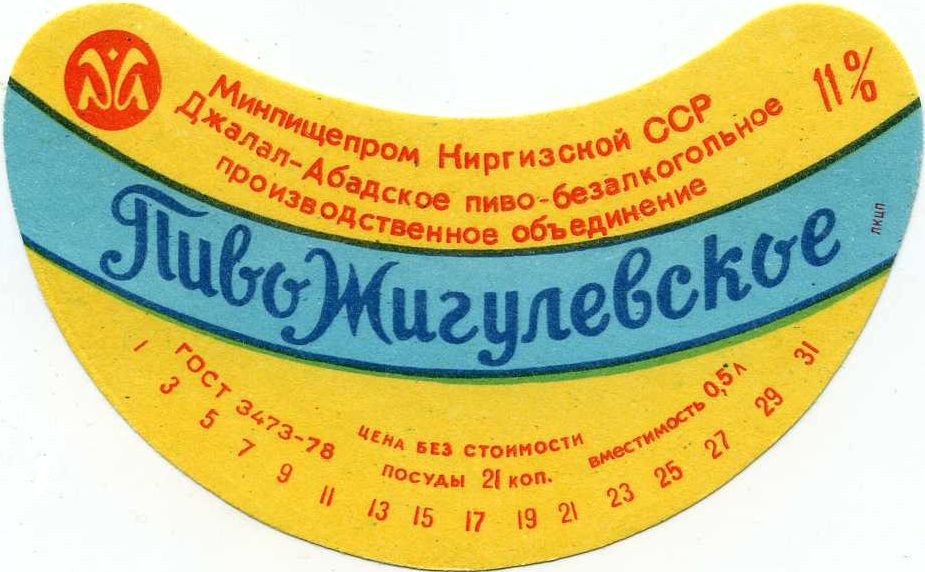 Минпищепром Киргизской ССР
Джалал-Абадское пиво-безалкогольное
производственное объединение
11%
Пиво Жигулевское
ЛКЦП
ГОСТ 3473-78
ЦЕНА БЕЗ СТОИМОСТИ
ПОСУДЫ 21 КОП.
ВМЕСТИМОСТЬ 0,5 Л
1 3 5 7 9 11 13 15 17 19 21 23 25 27 29 31